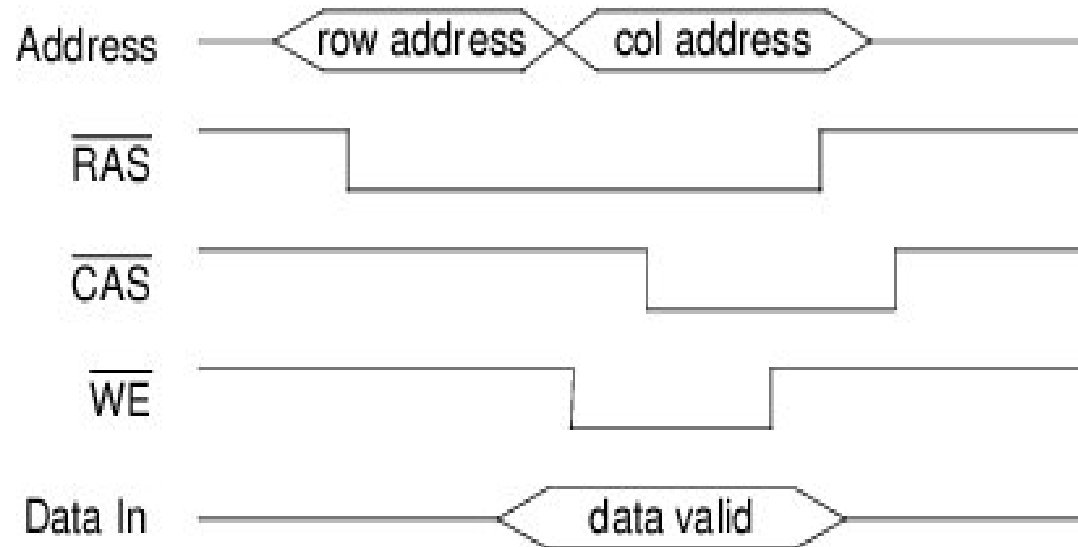 Address row address col address
RAS
CAS
WE
Data In data valid